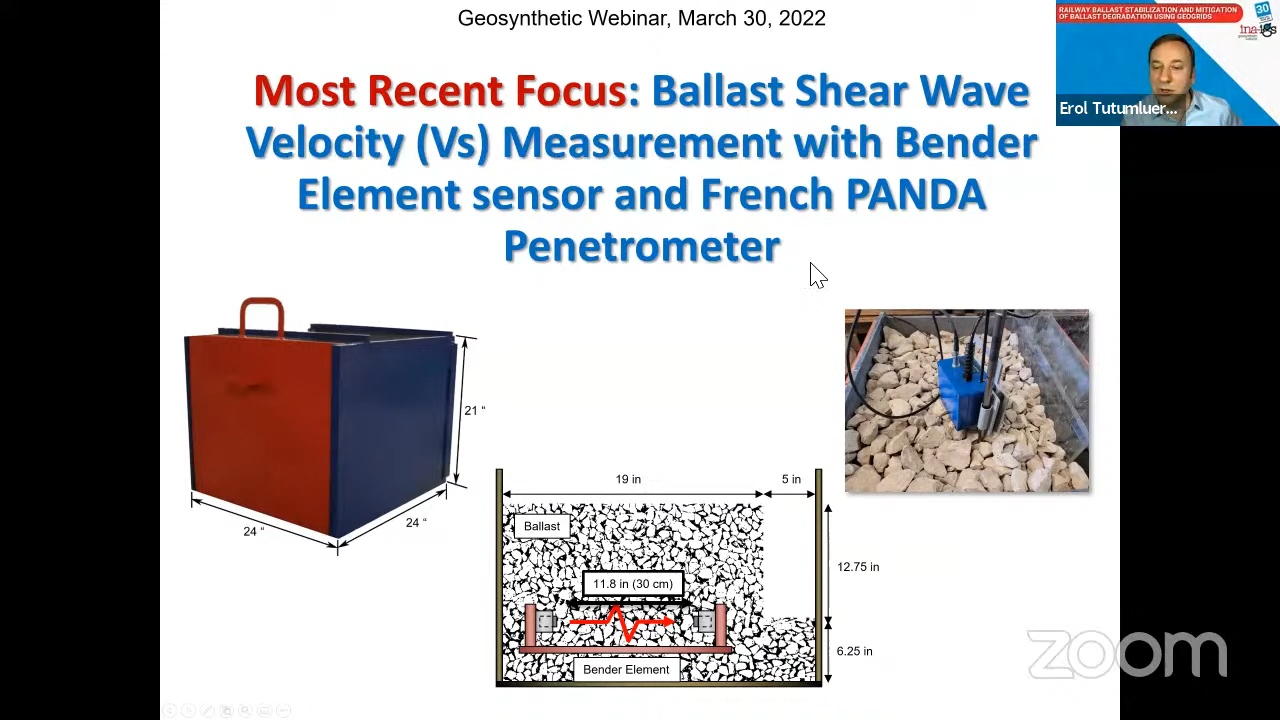 Geosynthetic Webinar, March 30, 2022
RAILWAY BALLAST STABILIZATION AND MITIGATION
OF BALLAST DEGRADATION USING GEOGRIDS
30
Erol Tutumluer...
Most Recent Focus: Ballast Shear Wave
Velocity (Vs) Measurement with Bender
Element sensor and French PANDA
Penetrometer
21 “
24 “
24 “
19 in
5 in
Ballast
11.8 in (30 cm)
12.75 in
6.25 in
Bender Element
zoom